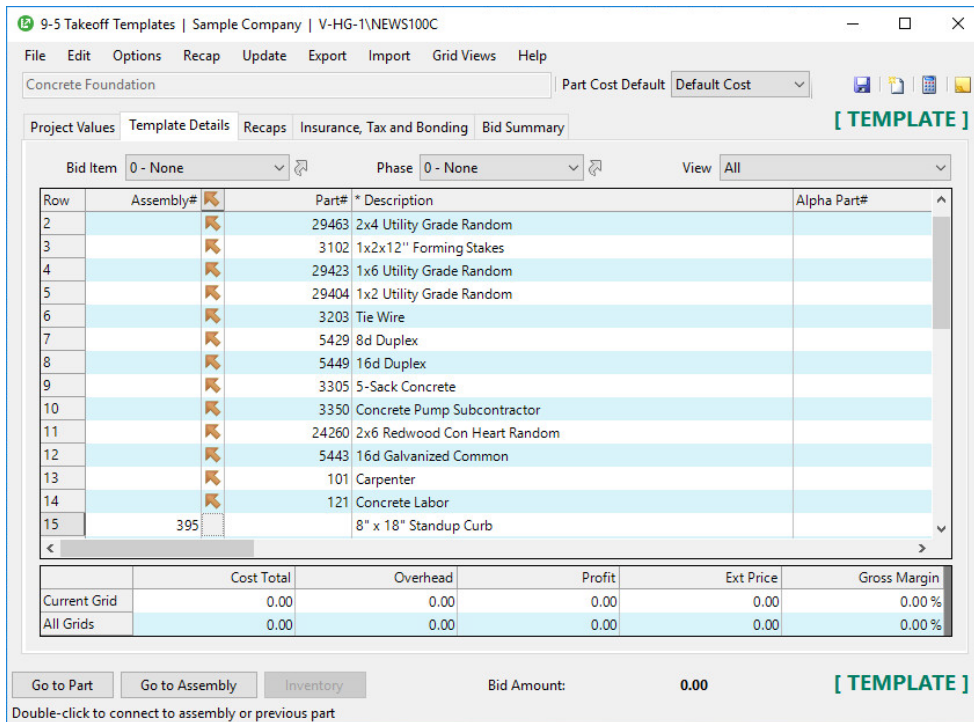 9-5 Takeoff Templates | Sample Company | V-HG-1\NEWS100C
File Edit Options Recap Update Export Import Grid Views Help
Concrete Foundation Part Cost Default Default Cost
Project Values Template Details Recaps Insurance, Tax and Bonding Bid Summary [ TEMPLATE ]
Bid Item 0 - None Phase 0 - None View All
Row Assembly# Part# * Description Alpha Part#
2 29463 2x4 Utility Grade Random
3 3102 1x2x12'' Forming Stakes
4 29423 1x6 Utility Grade Random
5 29404 1x2 Utility Grade Random
6 3203 Tie Wire
7 5429 8d Duplex
8 5449 16d Duplex
9 3305 5-Sack Concrete
10 3350 Concrete Pump Subcontractor
11 24260 2x6 Redwood Con Heart Random
12 5443 16d Galvanized Common
13 101 Carpenter
14 121 Concrete Labor
15 395 8" x 18" Standup Curb
Cost Total Overhead Profit Ext Price Gross Margin
Current Grid 0.00 0.00 0.00 0.00 0.00 %
All Grids 0.00 0.00 0.00 0.00 0.00 %
Go to Part Go to Assembly Inventory Bid Amount: 0.00 [ TEMPLATE ]
Double-click to connect to assembly or previous part